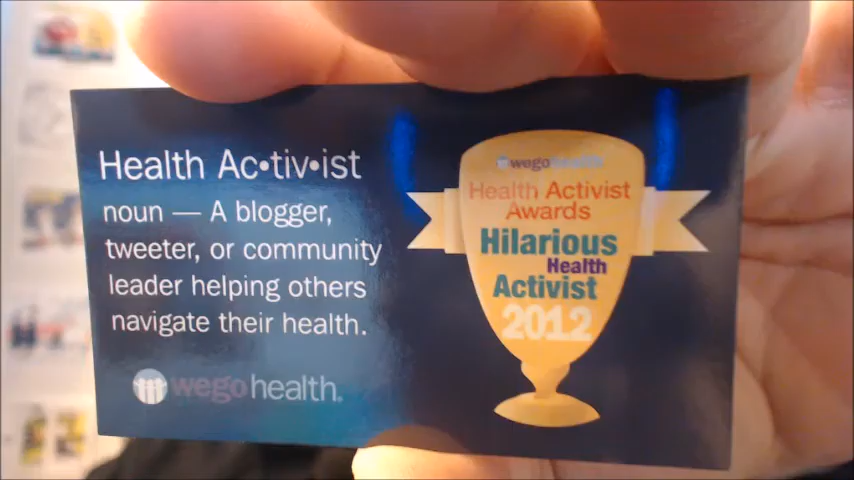 Health Ac•tiv•ist
noun — A blogger,
tweeter, or community
leader helping others
navigate their health.
wegohealth.
wegohealth
Health Activist
Awards
Hilarious
Health
Activist
2012